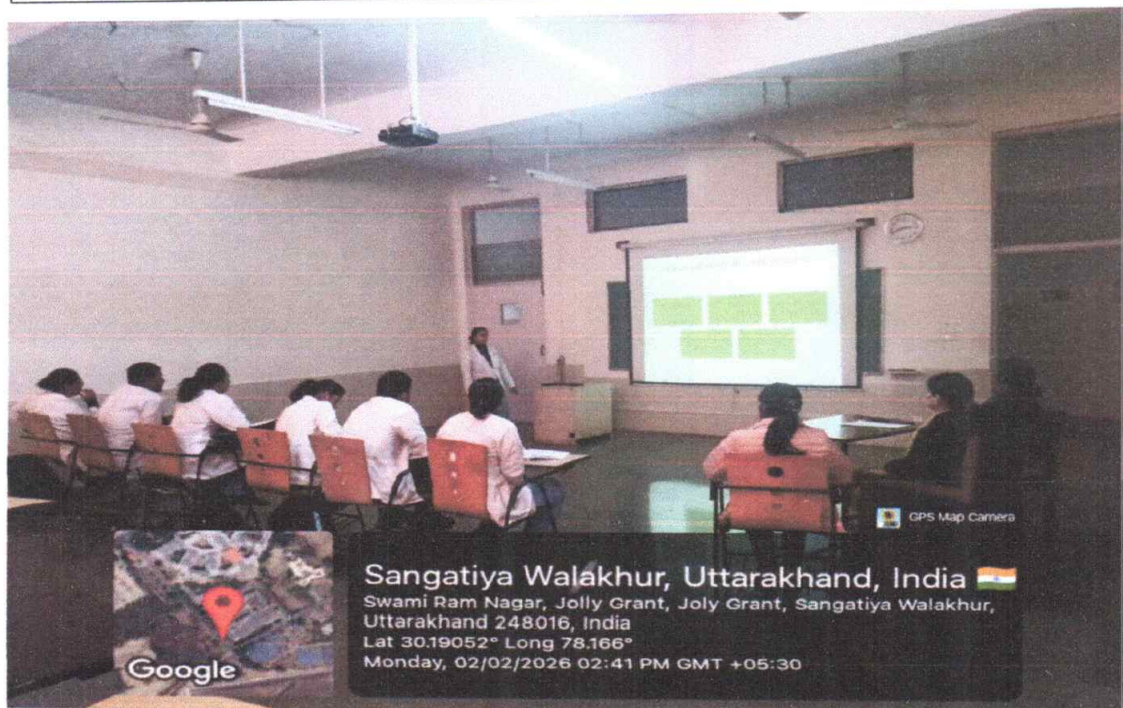 GPS Map Camera
Sangatiya Walakhur, Uttarakhand, India
Swami Ram Nagar, Jolly Grant, Joly Grant, Sangatiya Walakhur,
Uttarakhand 248016, India
Lat 30.19052° Long 78.166°
Monday, 02/02/2026 02:41 PM GMT +05:30
Google